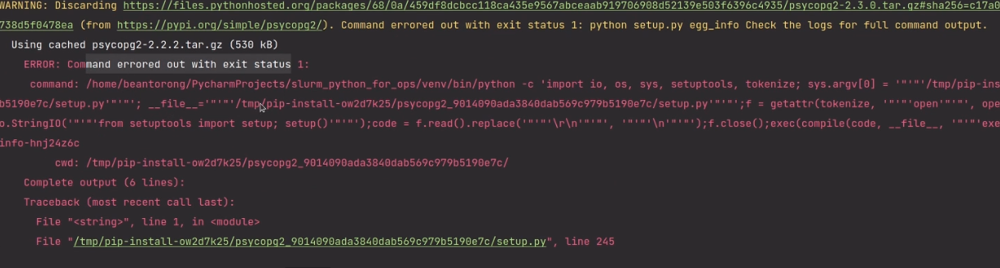 WARNING: Discarding https://files.pythonhosted.org/packages/68/0a/459df8dcbcc118ca435e9567abceaab919706908d52139e503f6396c4935/psycopg2-2.3.0.tar.gz#sha256=c17a0
738d5f0478ea (from https://pypi.org/simple/psycopg2/). Command errored out with exit status 1: python setup.py egg_info Check the logs for full command output.
Using cached psycopg2-2.2.2.tar.gz (530 kB)
ERROR: Command errored out with exit status 1:
command: /home/beantorong/PycharmProjects/slurm_python_for_ops/venv/bin/python -c 'import io, os, sys, setuptools, tokenize; sys.argv[0] = '"'"'/tmp/pip-ins
b5190e7c/setup.py'"'"'; __file__='"'"'/tmp/pip-install-ow2d7k25/psycopg2_9014090ada3840dab569c979b5190e7c/setup.py'"'"';f = getattr(tokenize, '"'"'open'"'"', ope
o.StringIO('"'"'from setuptools import setup; setup()'"'"');code = f.read().replace('"'"'\r\n'"'"', '"'"'\n'"'"');f.close();exec(compile(code, __file__, '"'"'exe
info-hnj24z6c
cwd: /tmp/pip-install-ow2d7k25/psycopg2_9014090ada3840dab569c979b5190e7c/
Complete output (6 lines):
Traceback (most recent call last):
File "<string>", line 1, in <module>
File "/tmp/pip-install-ow2d7k25/psycopg2_9014090ada3840dab569c979b5190e7c/setup.py", line 245